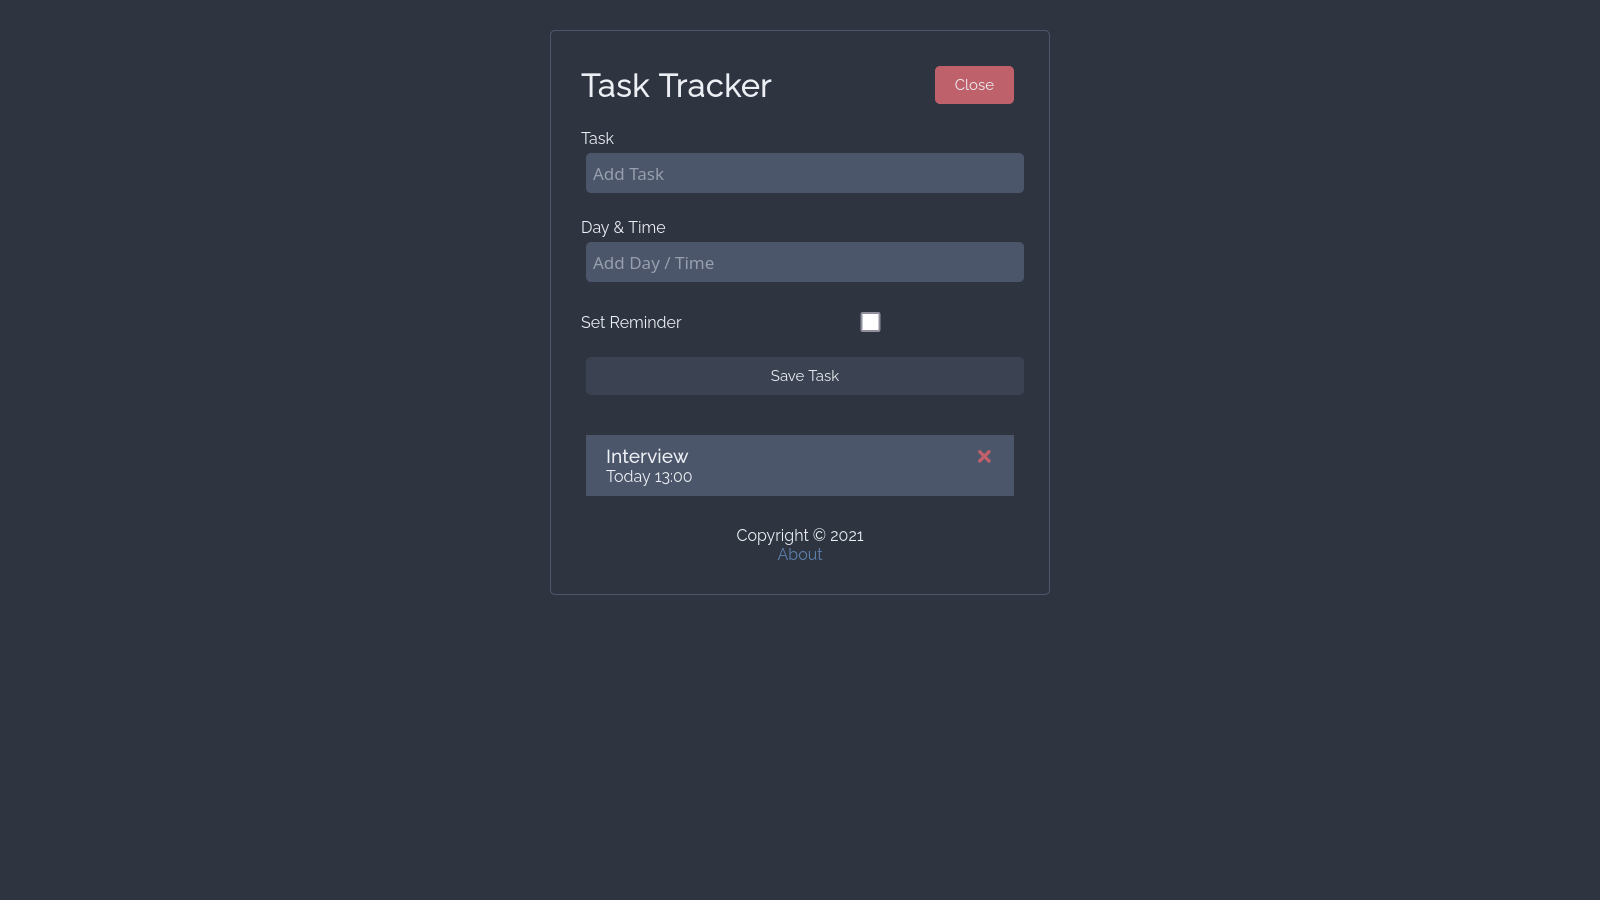 Task Tracker
Close
Task
Add Task
Day & Time
Add Day / Time
Set Reminder
Save Task
Interview
Today 13:00
Copyright © 2021
About